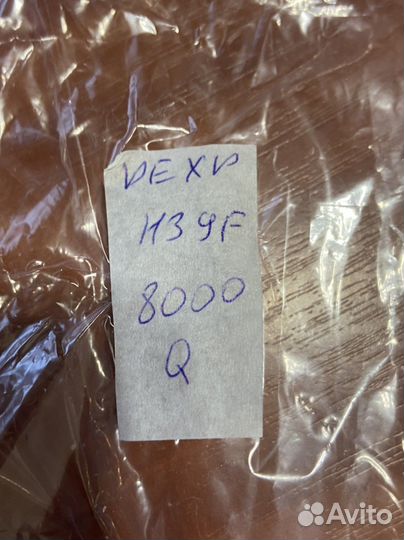 DEXP
H39F
8000
Q
Avito